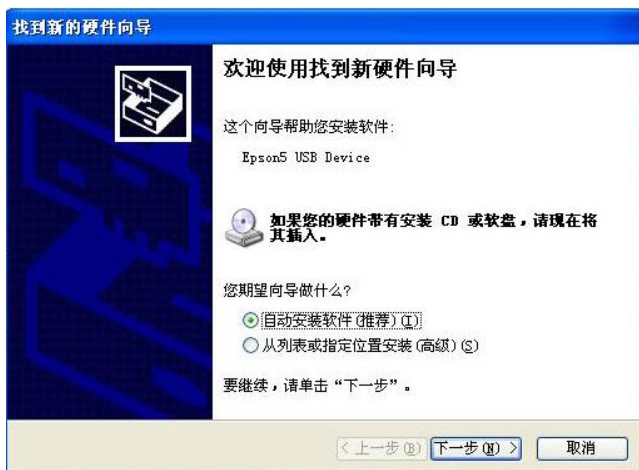 找到新的硬件向导
欢迎使用找到新硬件向导
这个向导帮助您安装软件:
Epson5 USB Device
如果您的硬件带有安装 CD 或软盘，请现在将
其插入。
您期望向导做什么?
自动安装软件(推荐)(I)
从列表或指定位置安装(高级)(S)
要继续，请单击“下一步”。
< 上一步(B)
下一步(N) >
取消